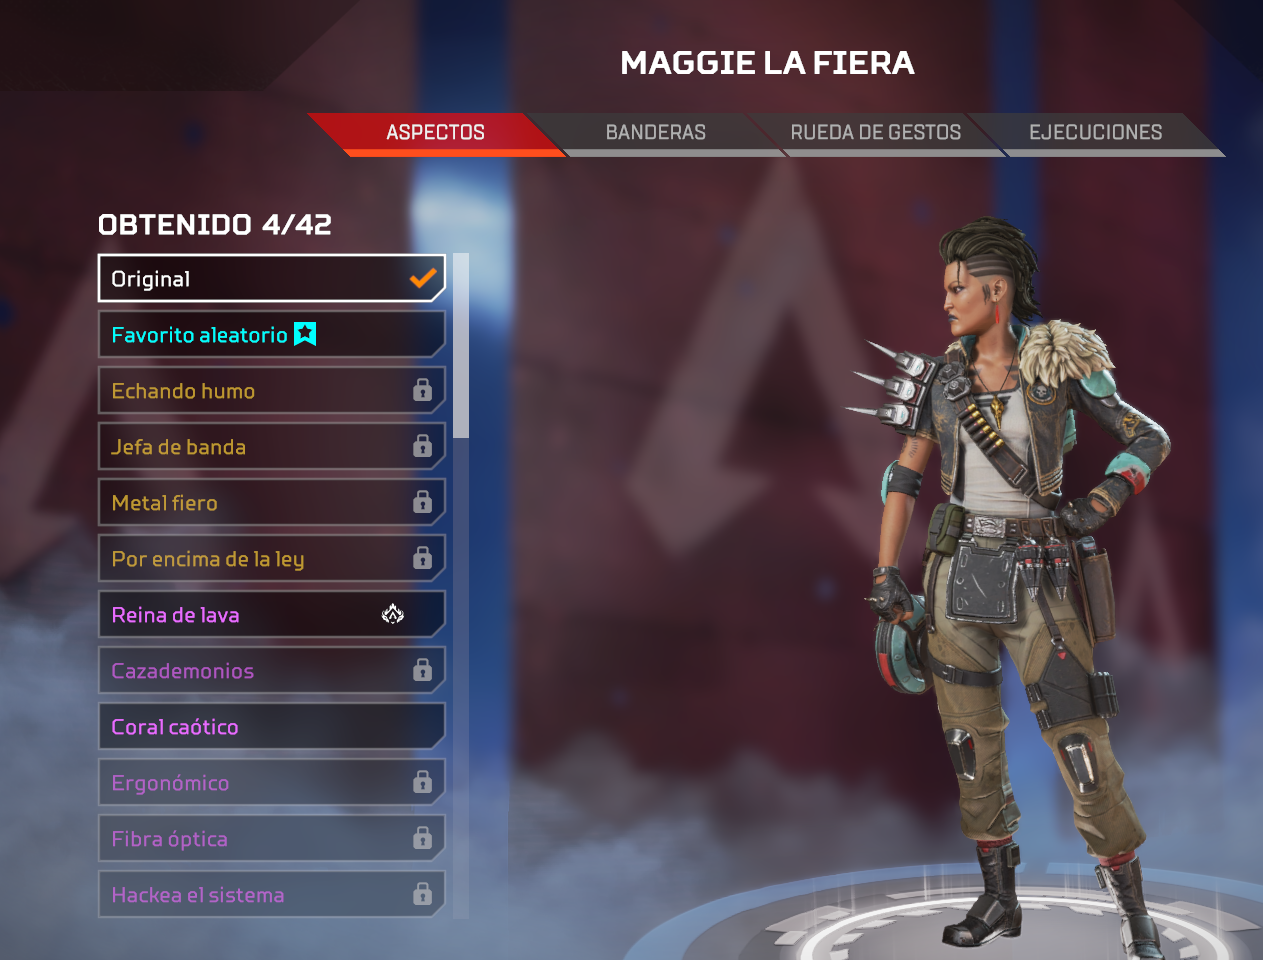 MAGGIE LA FIERA
ASPECTOS
BANDERAS
RUEDA DE GESTOS
EJECUCIONES
OBTENIDO 4/42
Original
Favorito aleatorio
Echando humo
Jefa de banda
Metal fiero
Por encima de la ley
Reina de lava
Cazademonios
Coral caótico
Ergonómico
Fibra óptica
Hackea el sistema